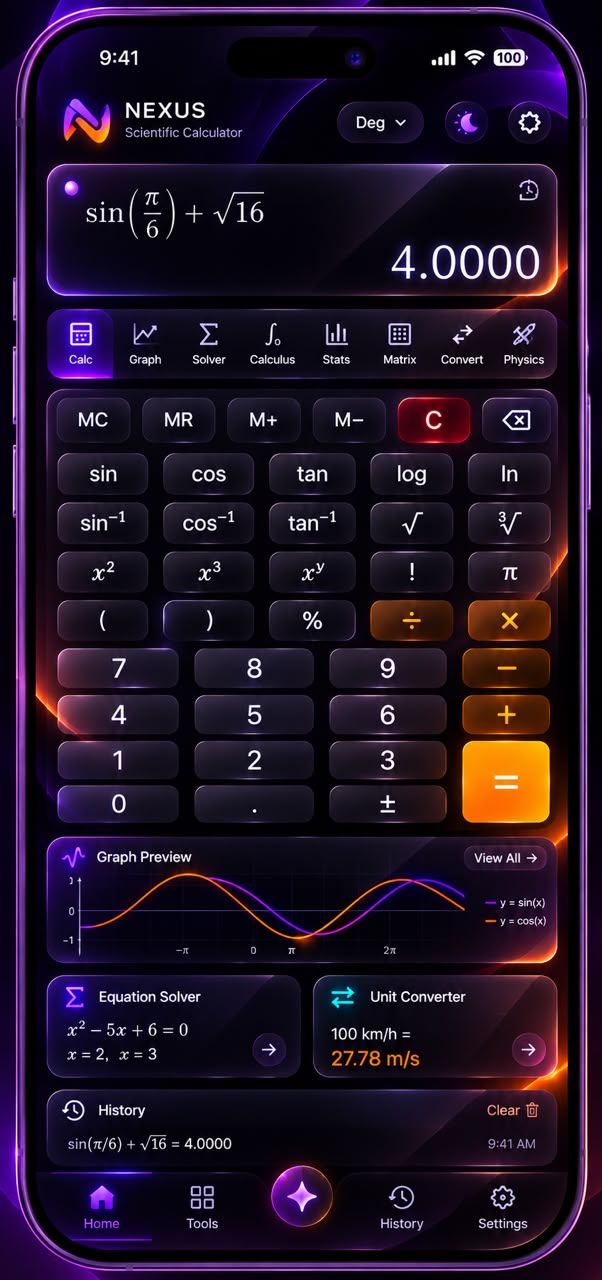 9:41 100
NEXUS
Scientific Calculator
Deg
sin(π/6) + √16
4.0000
Calc Graph Solver Calculus Stats Matrix Convert Physics
MC MR M+ M− C
sin cos tan log ln
sin⁻¹ cos⁻¹ tan⁻¹ √ ∛
x² x³ xʸ ! π
( ) % ÷ ×
7 8 9 −
4 5 6 +
1 2 3 =
0 . ±
Graph Preview View All →
1
0
−1
−π 0 π 2π
y = sin(x)
y = cos(x)
Equation Solver
x² − 5x + 6 = 0
x = 2, x = 3
Unit Converter
100 km/h =
27.78 m/s
History Clear
sin(π/6) + √16 = 4.0000 9:41 AM
Home Tools History Settings